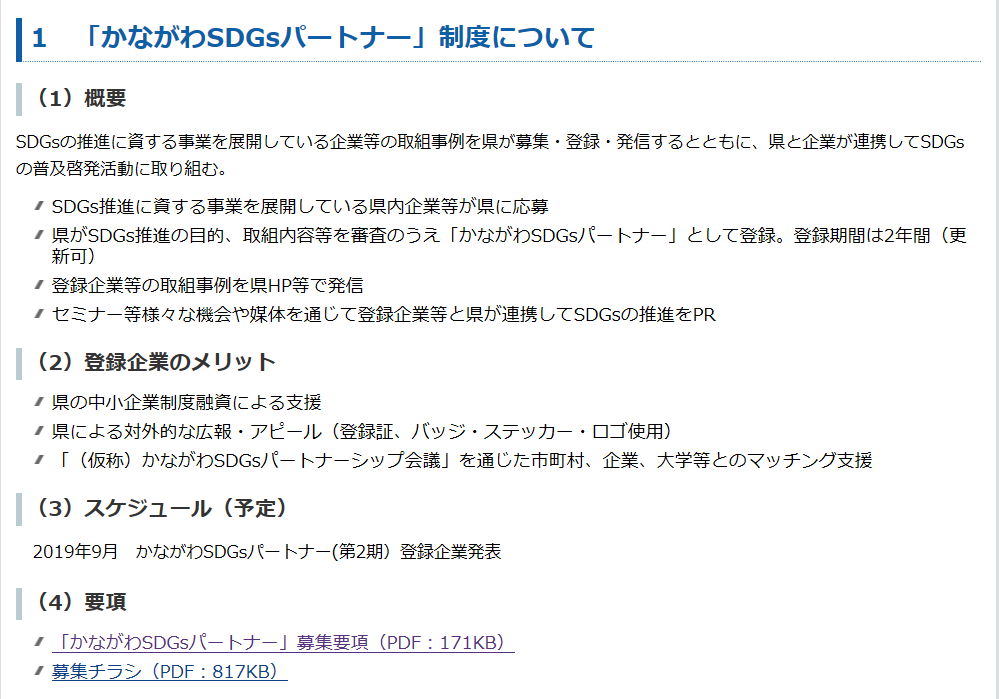 1 「かながわSDGsパートナー」制度について
（1）概要
SDGsの推進に資する事業を展開している企業等の取組事例を県が募集・登録・発信するとともに、県と企業が連携してSDGs
の普及啓発活動に取り組む。
SDGs推進に資する事業を展開している県内企業等が県に応募
県がSDGs推進の目的、取組内容等を審査のうえ「かながわSDGsパートナー」として登録。登録期間は2年間（更
新可）
登録企業等の取組事例を県HP等で発信
セミナー等様々な機会や媒体を通じて登録企業等と県が連携してSDGsの推進をPR
（2）登録企業のメリット
県の中小企業制度融資による支援
県による対外的な広報・アピール（登録証、バッジ・ステッカー・ロゴ使用）
「（仮称）かながわSDGsパートナーシップ会議」を通じた市町村、企業、大学等とのマッチング支援
（3）スケジュール（予定）
2019年9月　かながわSDGsパートナー(第2期）登録企業発表
（4）要項
「かながわSDGsパートナー」募集要項（PDF：171KB）
募集チラシ（PDF：817KB）